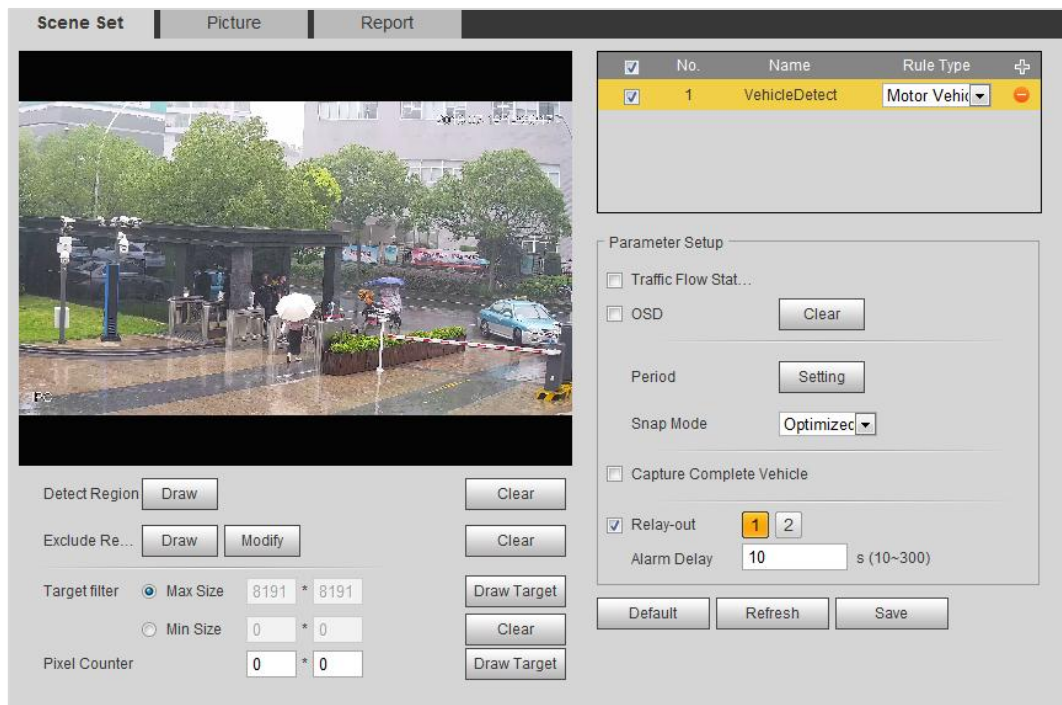 Scene Set
Picture
Report
No. Name Rule Type
1 VehicleDetect Motor Vehic
Parameter Setup
Traffic Flow Stat...
OSD Clear
Period Setting
Snap Mode Optimized
Capture Complete Vehicle
Relay-out 1 2
Alarm Delay 10 s (10~300)
Default Refresh Save
PC
Detect Region Draw Clear
Exclude Re... Draw Modify Clear
Target filter Max Size 8191 * 8191 Draw Target
Min Size 0 * 0 Clear
Pixel Counter 0 * 0 Draw Target